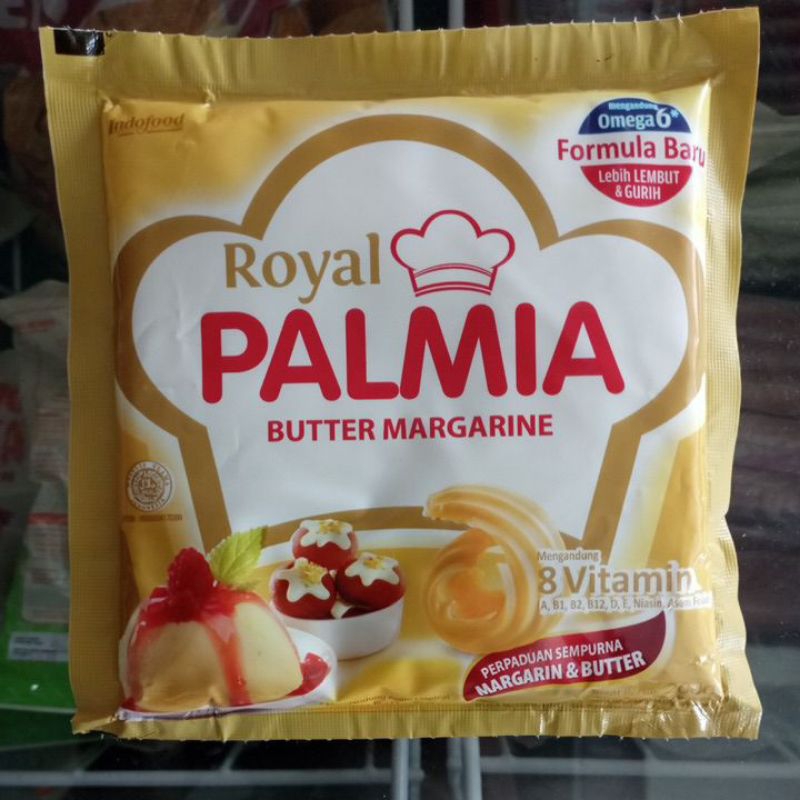 Indofood
mengandung
Omega6*
Formula Baru
Lebih LEMBUT
& GURIH
Royal
PALMIA
BUTTER MARGARINE
Mengandung
8 Vitamin
A, B1, B2, B12, D, E, Niasin, Asam Folat
PERPADUAN SEMPURNA
MARGARIN & BUTTER